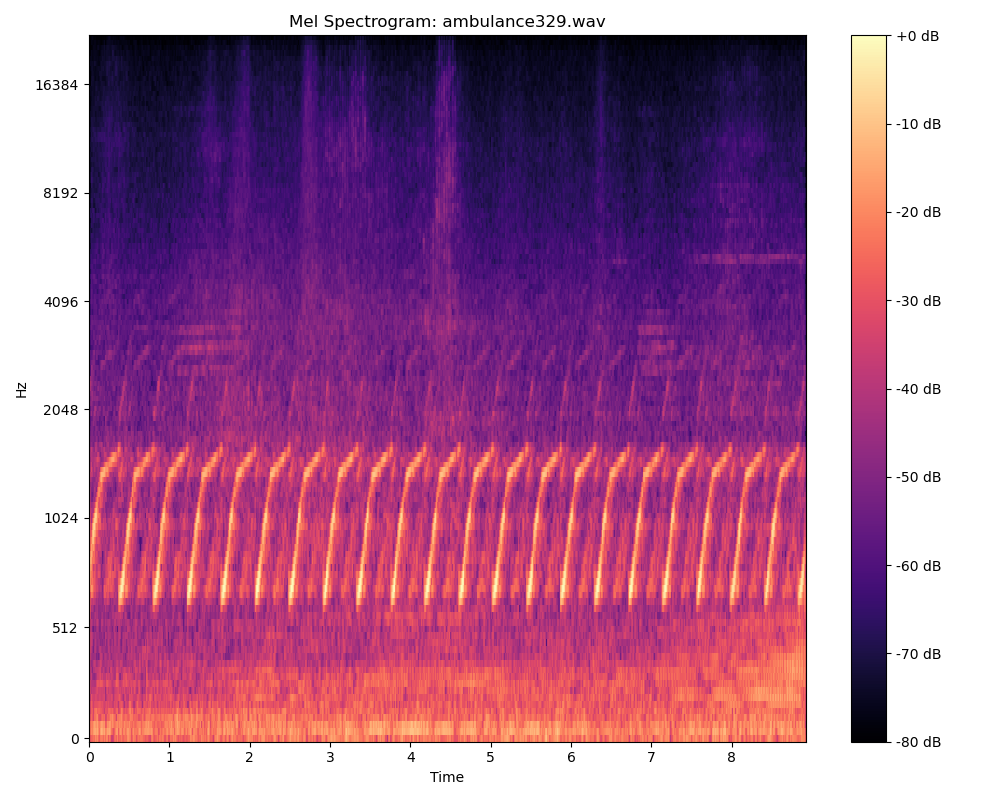 Mel Spectrogram: ambulance329.wav
Hz
16384
8192
4096
2048
1024
512
0
0 1 2 3 4 5 6 7 8
Time
+0 dB
-10 dB
-20 dB
-30 dB
-40 dB
-50 dB
-60 dB
-70 dB
-80 dB